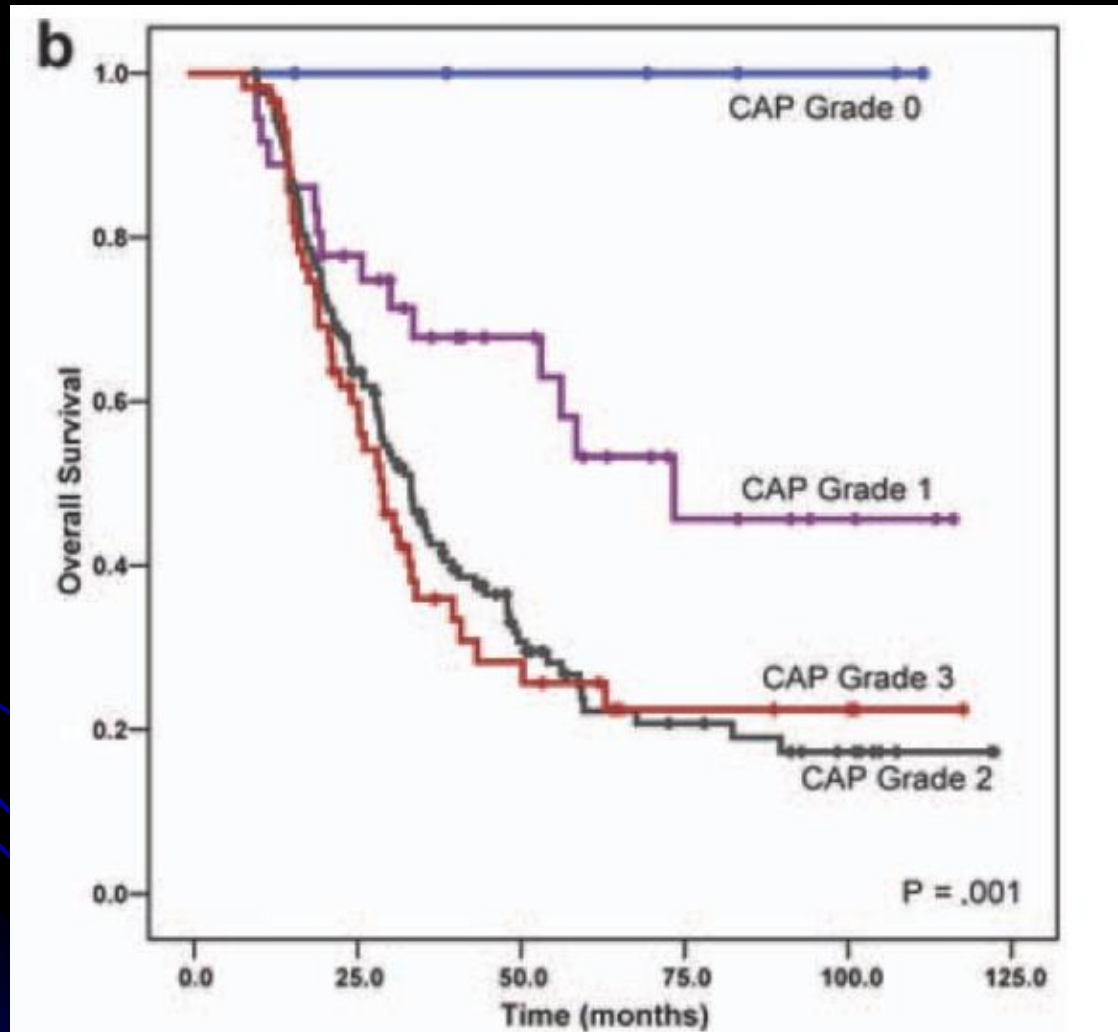 b
1.0
CAP Grade 0
0.8
0.6
Overall Survival
CAP Grade 1
0.4
CAP Grade 3
0.2
CAP Grade 2
0.0
P = .001
0.0 25.0 50.0 75.0 100.0 125.0
Time (months)